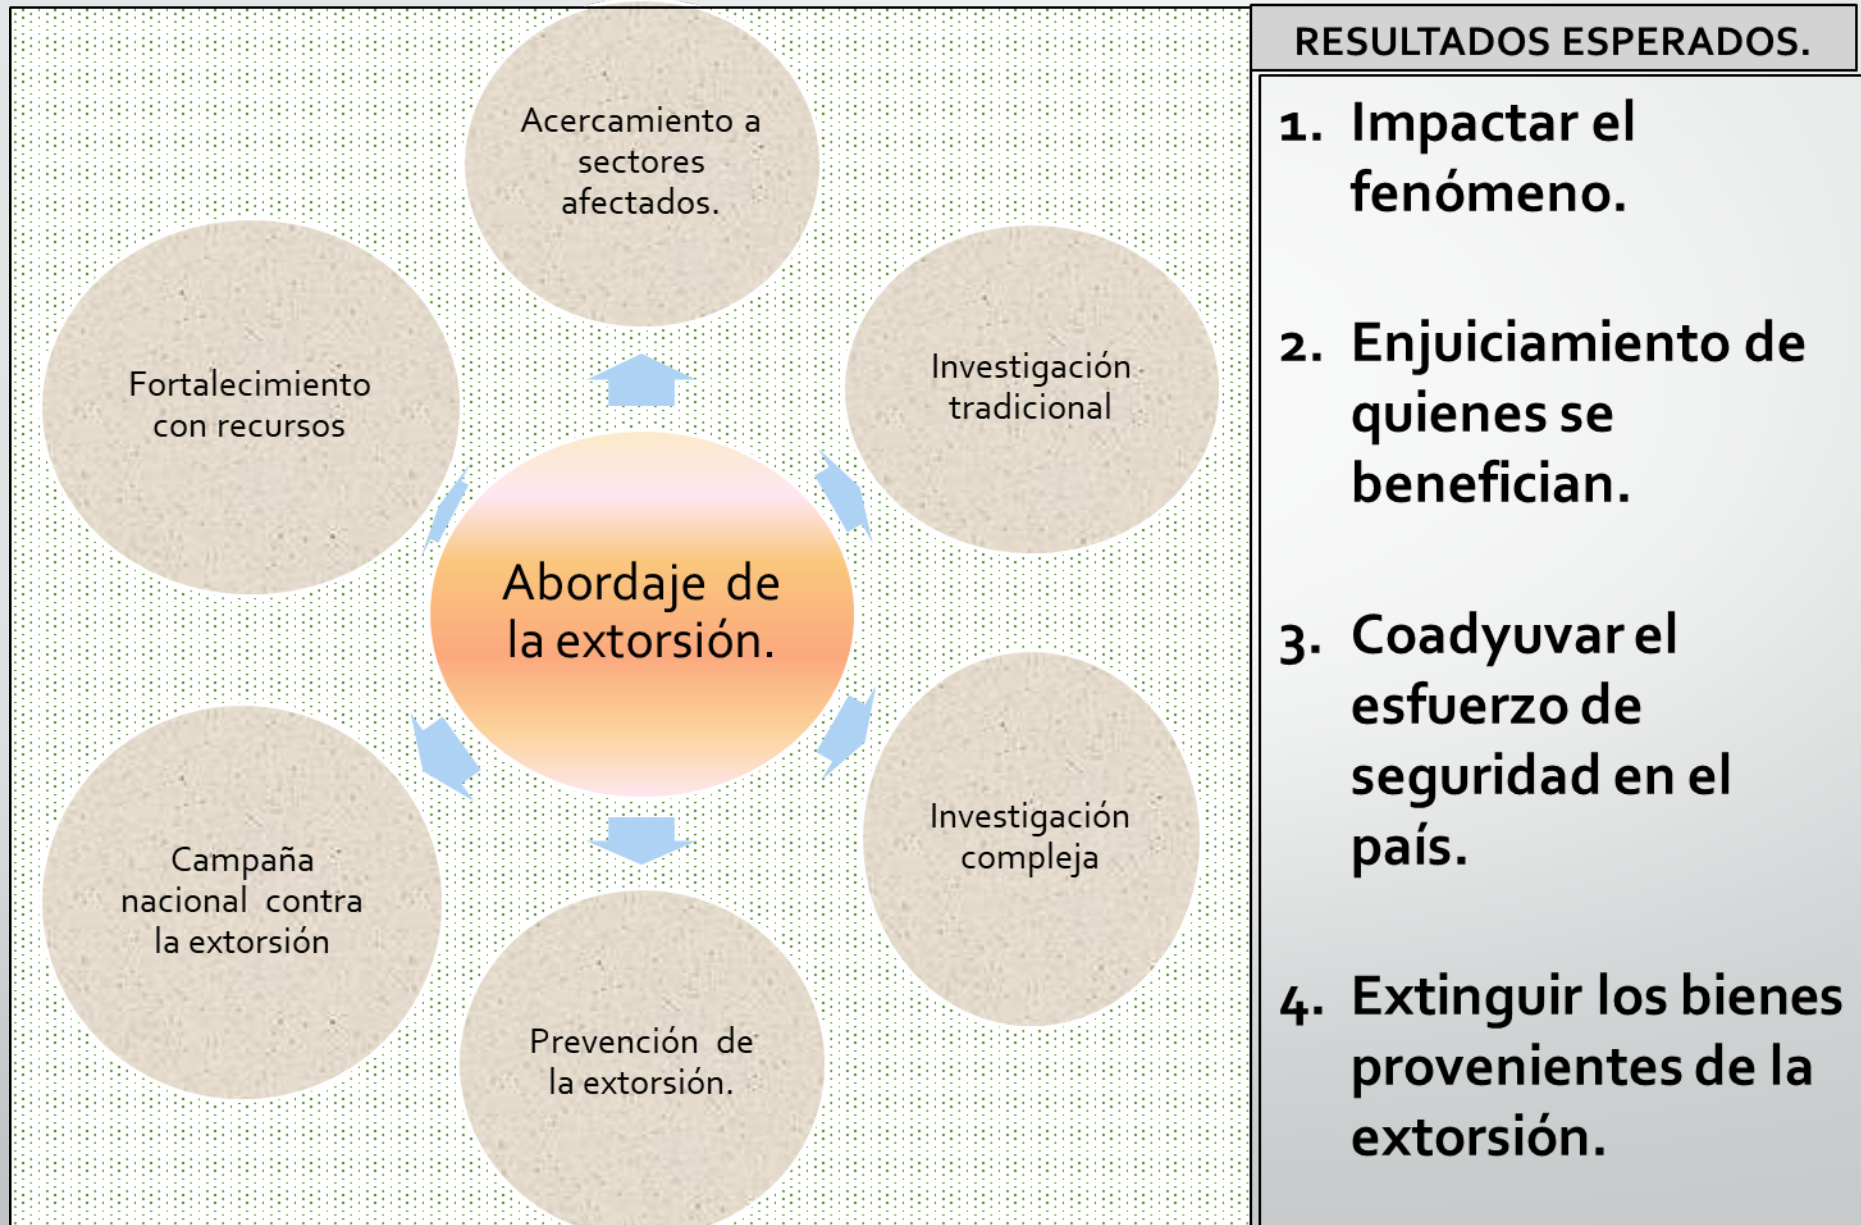 Acercamiento a
sectores
afectados.
Investigación
tradicional
Investigación
compleja
Prevención de
la extorsión.
Campaña
nacional contra
la extorsión
Fortalecimiento
con recursos
Abordaje de
la extorsión.
RESULTADOS ESPERADOS.
1. Impactar el
fenómeno.
2. Enjuiciamiento de
quienes se
benefician.
3. Coadyuvar el
esfuerzo de
seguridad en el
país.
4. Extinguir los bienes
provenientes de la
extorsión.